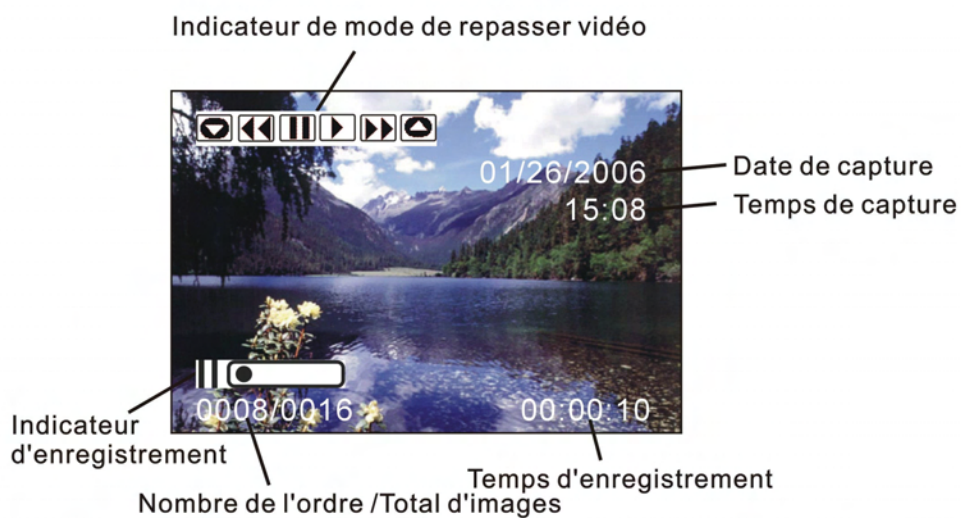 Indicateur de mode de repasser vidéo
01/26/2006
Date de capture
15:08
Temps de capture
0008/0016
00:00:10
Indicateur
d'enregistrement
Temps d'enregistrement
Nombre de l'ordre /Total d'images